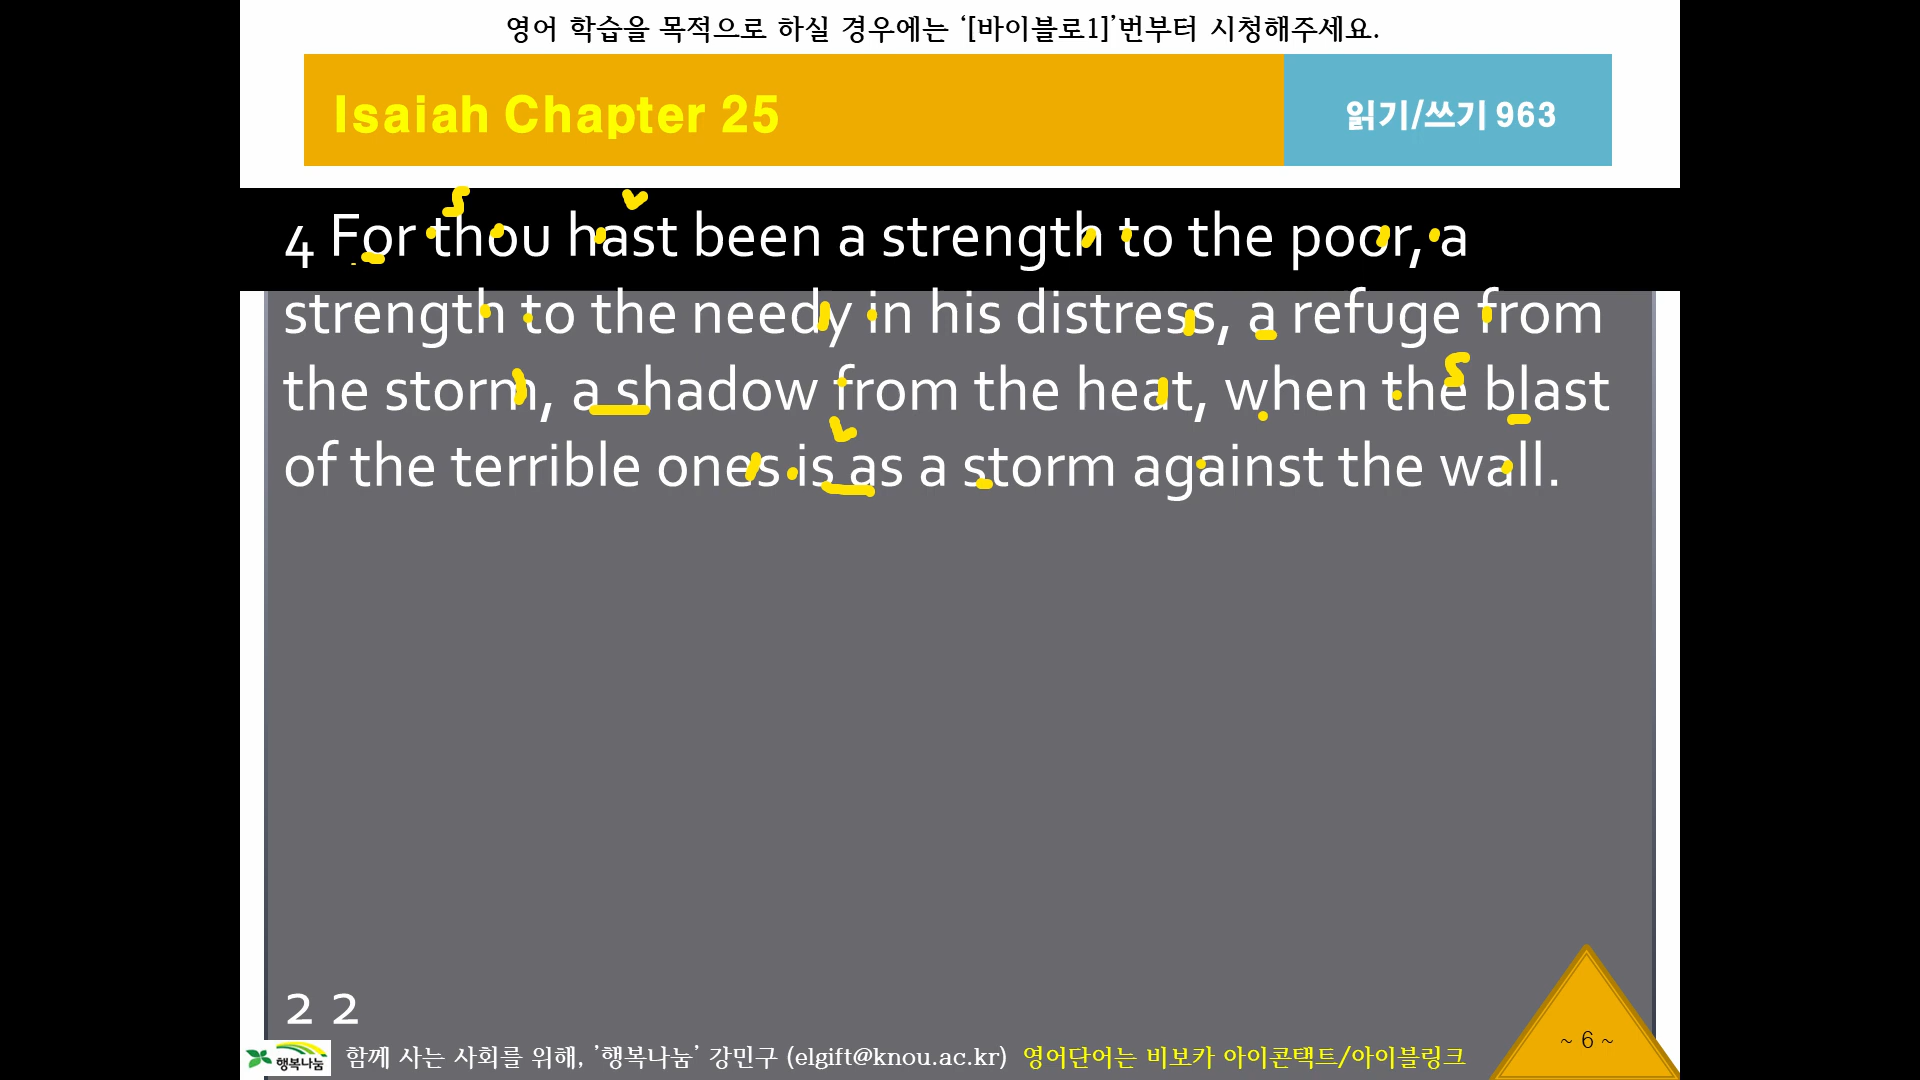 영어 학습을 목적으로 하실 경우에는 ‘[바이블로1]’번부터 시청해주세요.
Isaiah Chapter 25
읽기/쓰기 963
4 For thou hast been a strength to the poor, a
strength to the needy in his distress, a refuge from
the storm, a shadow from the heat, when the blast
of the terrible ones is as a storm against the wall.
2 2
~ 6 ~
행복나눔
함께 사는 사회를 위해, ’행복나눔’ 강민구 (elgift@knou.ac.kr) 영어단어는 비보카 아이콘택트/아이블링크